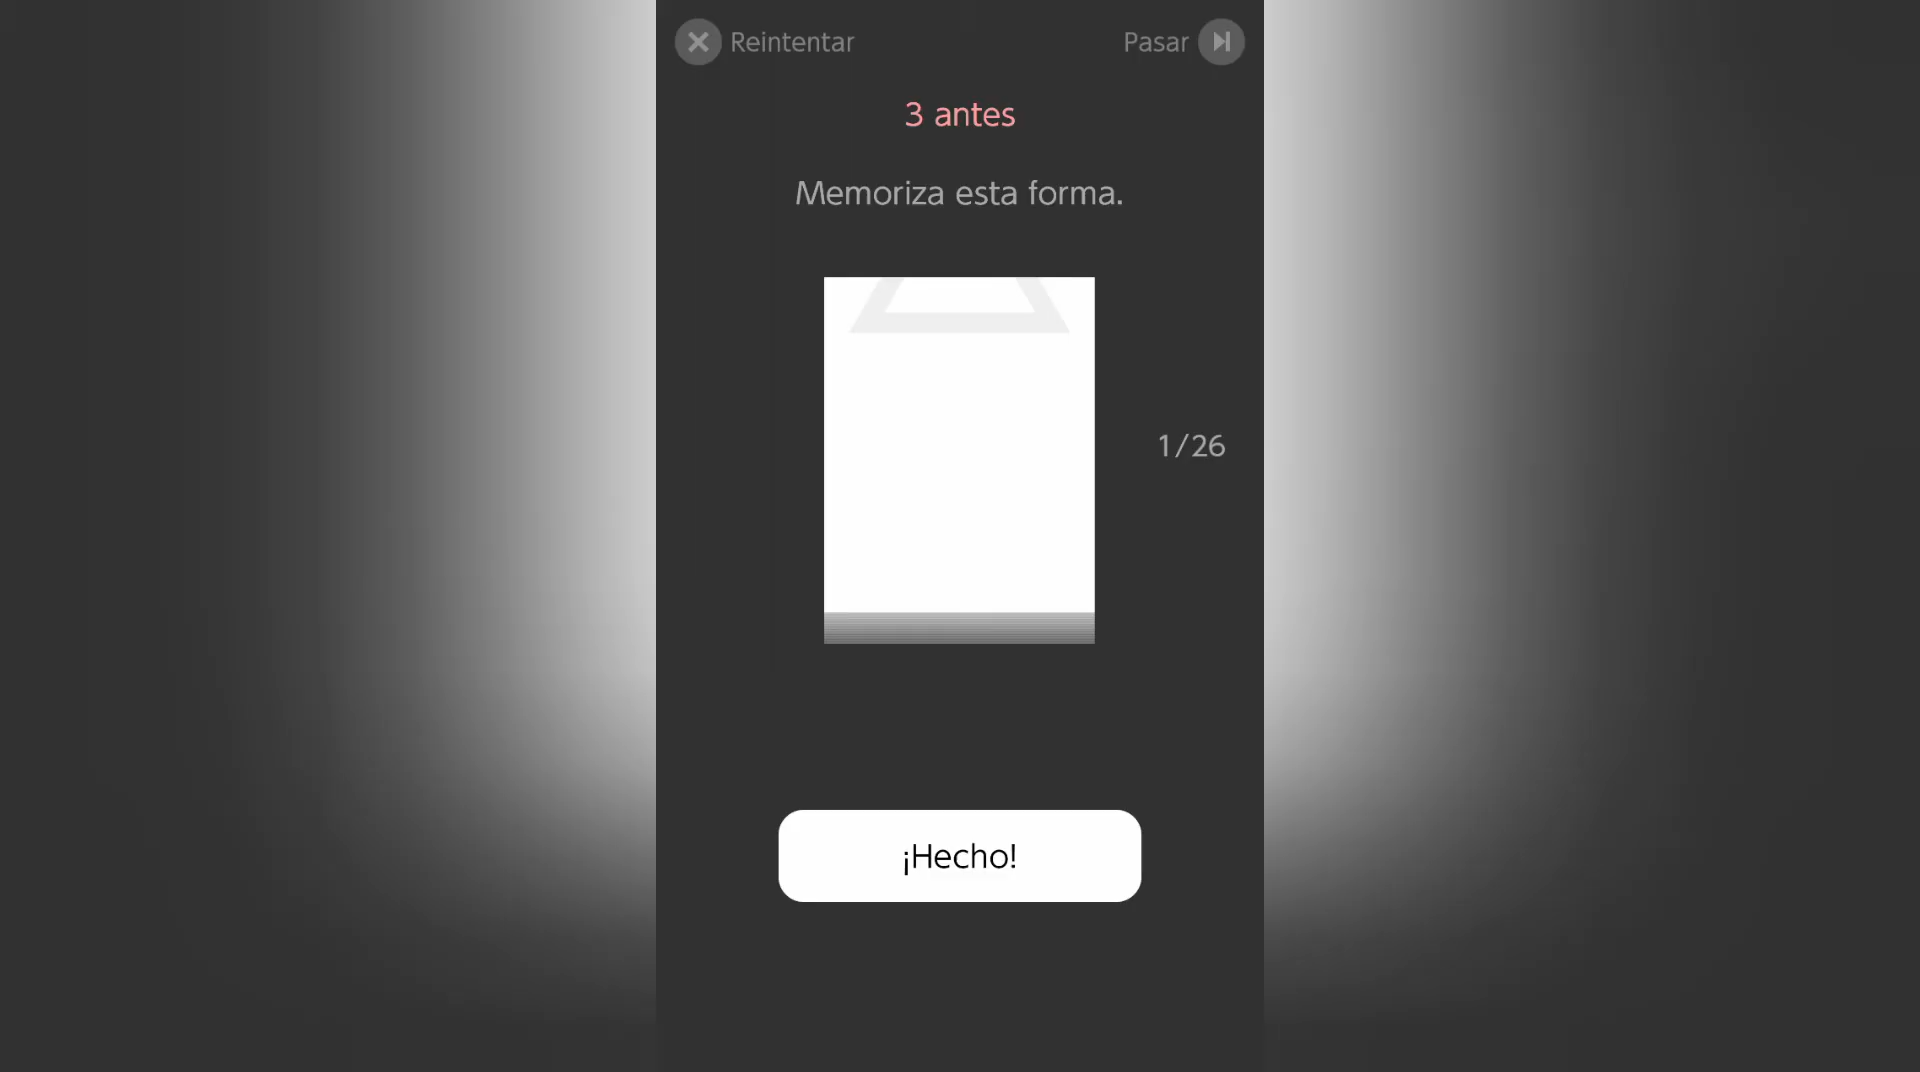 Reintentar
Pasar
3 antes
Memoriza esta forma.
1/26
¡Hecho!